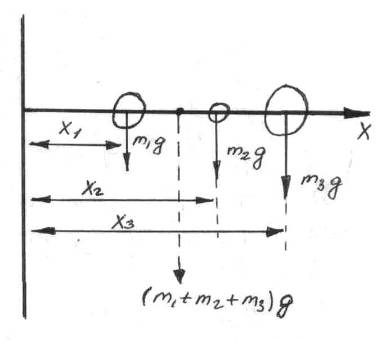 X
X₁
m₁g
m₂g
m₃g
X₂
X₃
(m₁+m₂+m₃)g